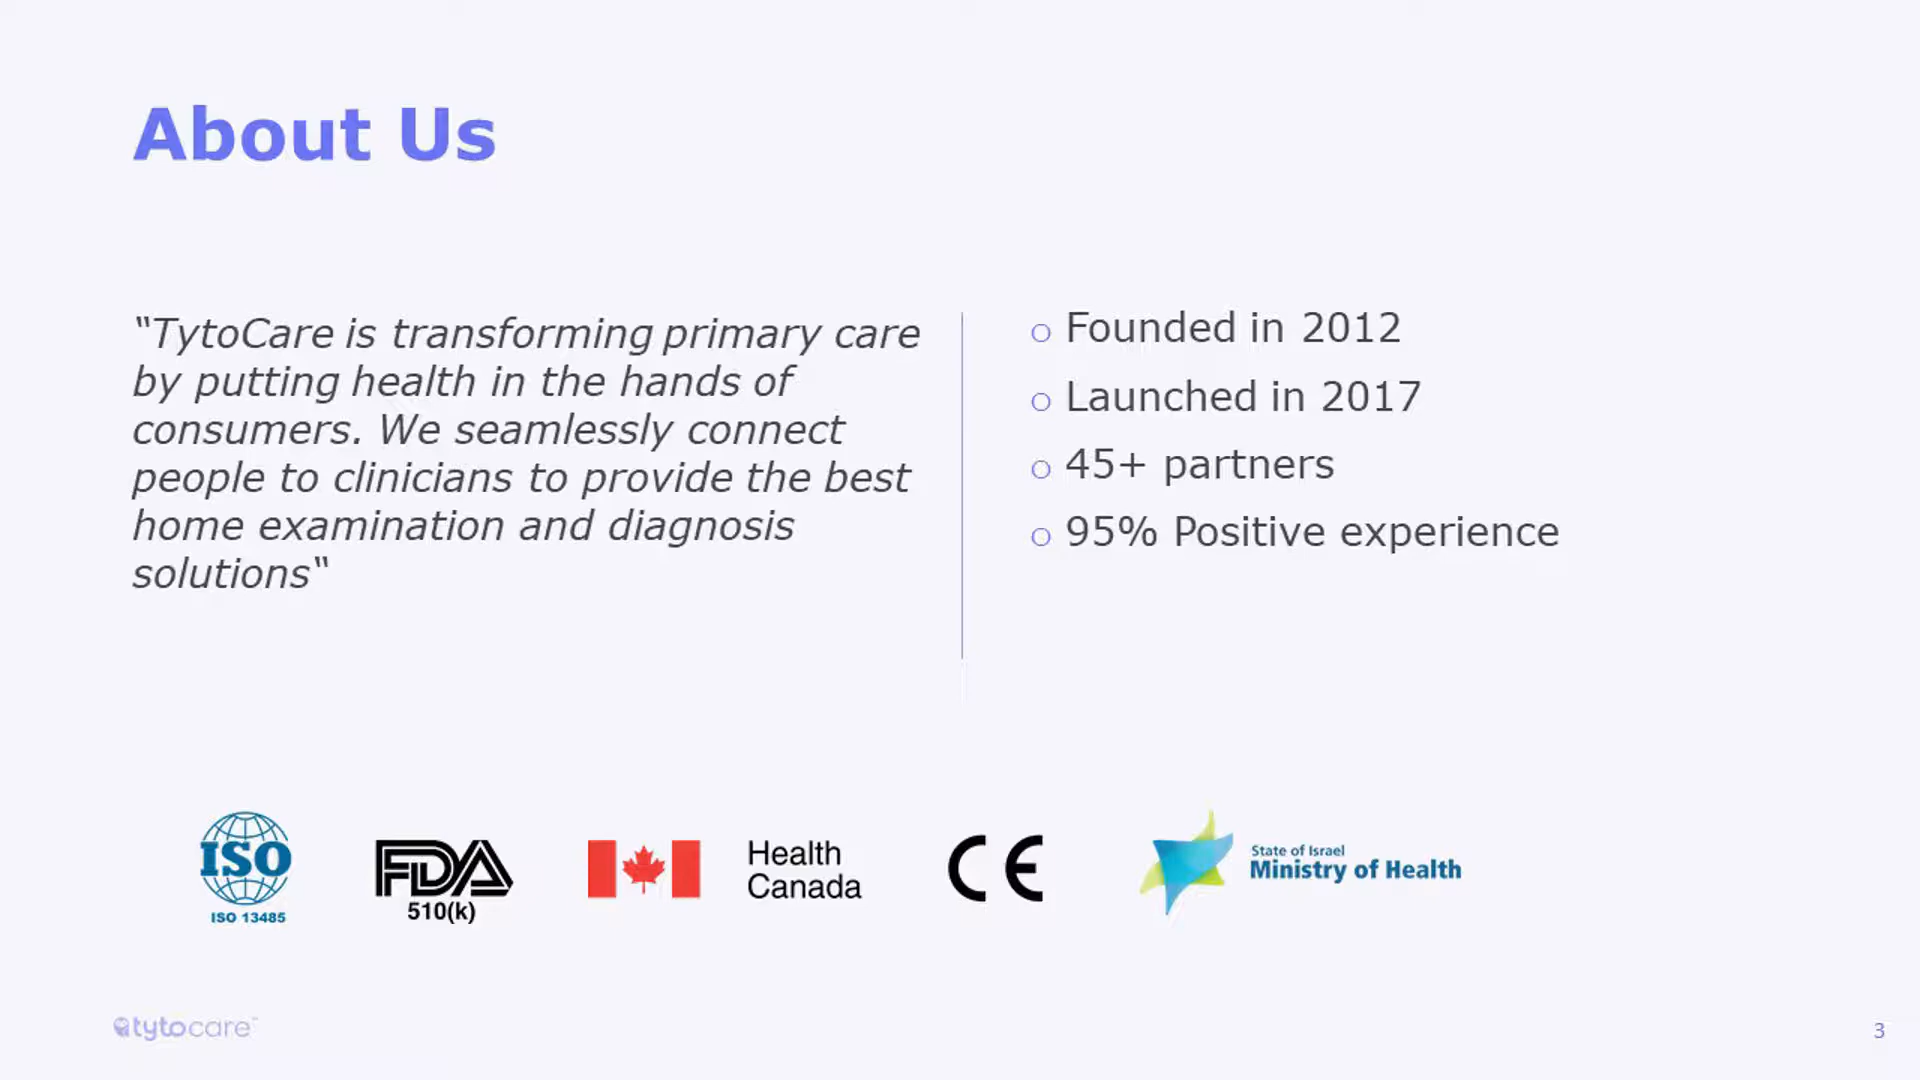 About Us
“TytoCare is transforming primary care
by putting health in the hands of
consumers. We seamlessly connect
people to clinicians to provide the best
home examination and diagnosis
solutions“
Founded in 2012
Launched in 2017
45+ partners
95% Positive experience
ISO
ISO 13485
FDA
510(k)
Health
Canada
CE
State of Israel
Ministry of Health
tytocare™
3